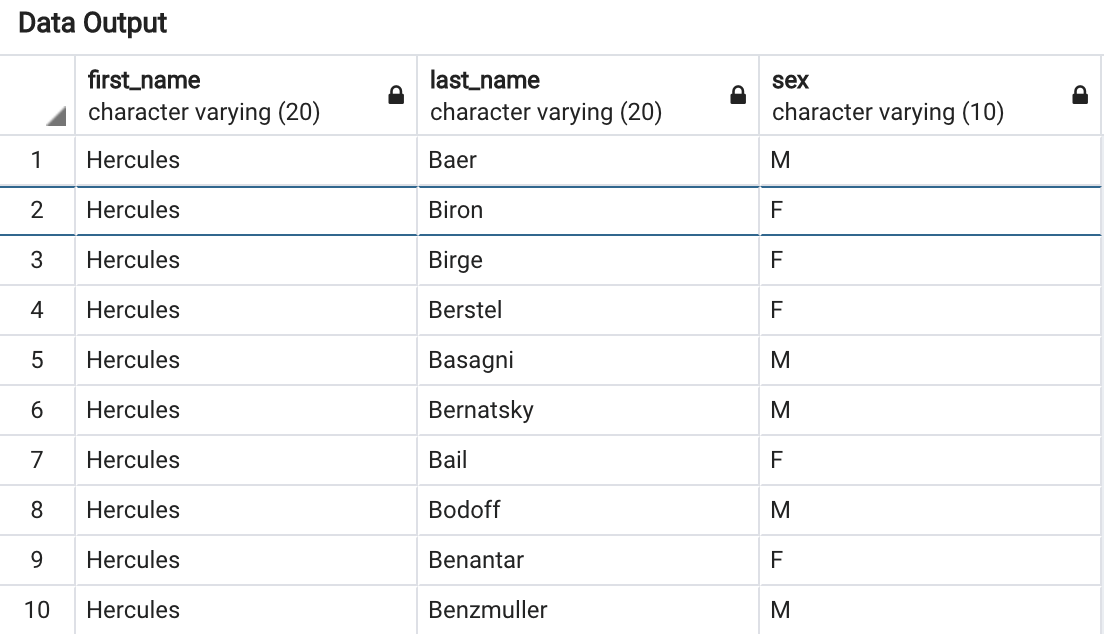 Data Output
first_name last_name sex
character varying (20) character varying (20) character varying (10)
1 Hercules Baer M
2 Hercules Biron F
3 Hercules Birge F
4 Hercules Berstel F
5 Hercules Basagni M
6 Hercules Bernatsky M
7 Hercules Bail F
8 Hercules Bodoff M
9 Hercules Benantar F
10 Hercules Benzmuller M